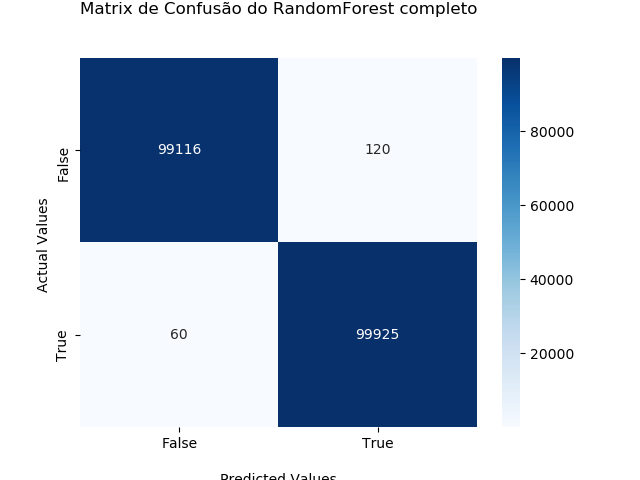 Matrix de Confusão do RandomForest completo
99116
120
60
99925
False
True
Actual Values
False
True
Predicted Values
80000
60000
40000
20000